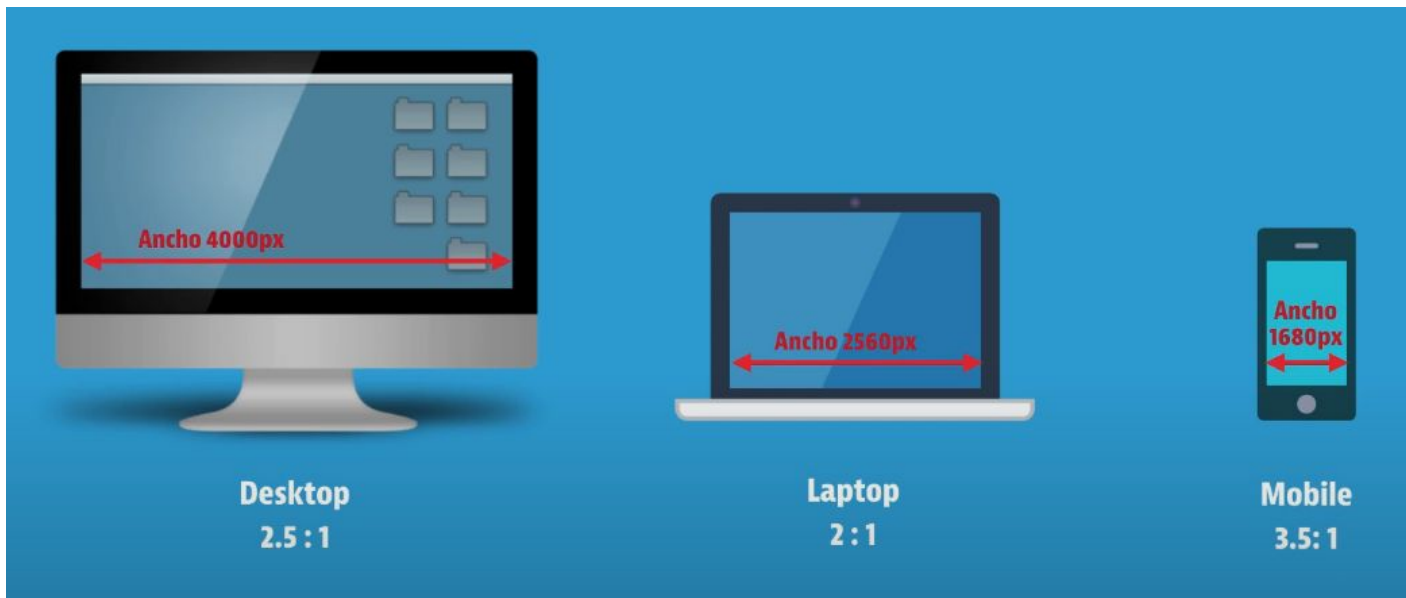 Ancho 4000px
Desktop
2.5 : 1
Ancho 2560px
Laptop
2 : 1
Ancho
1680px
Mobile
3.5: 1